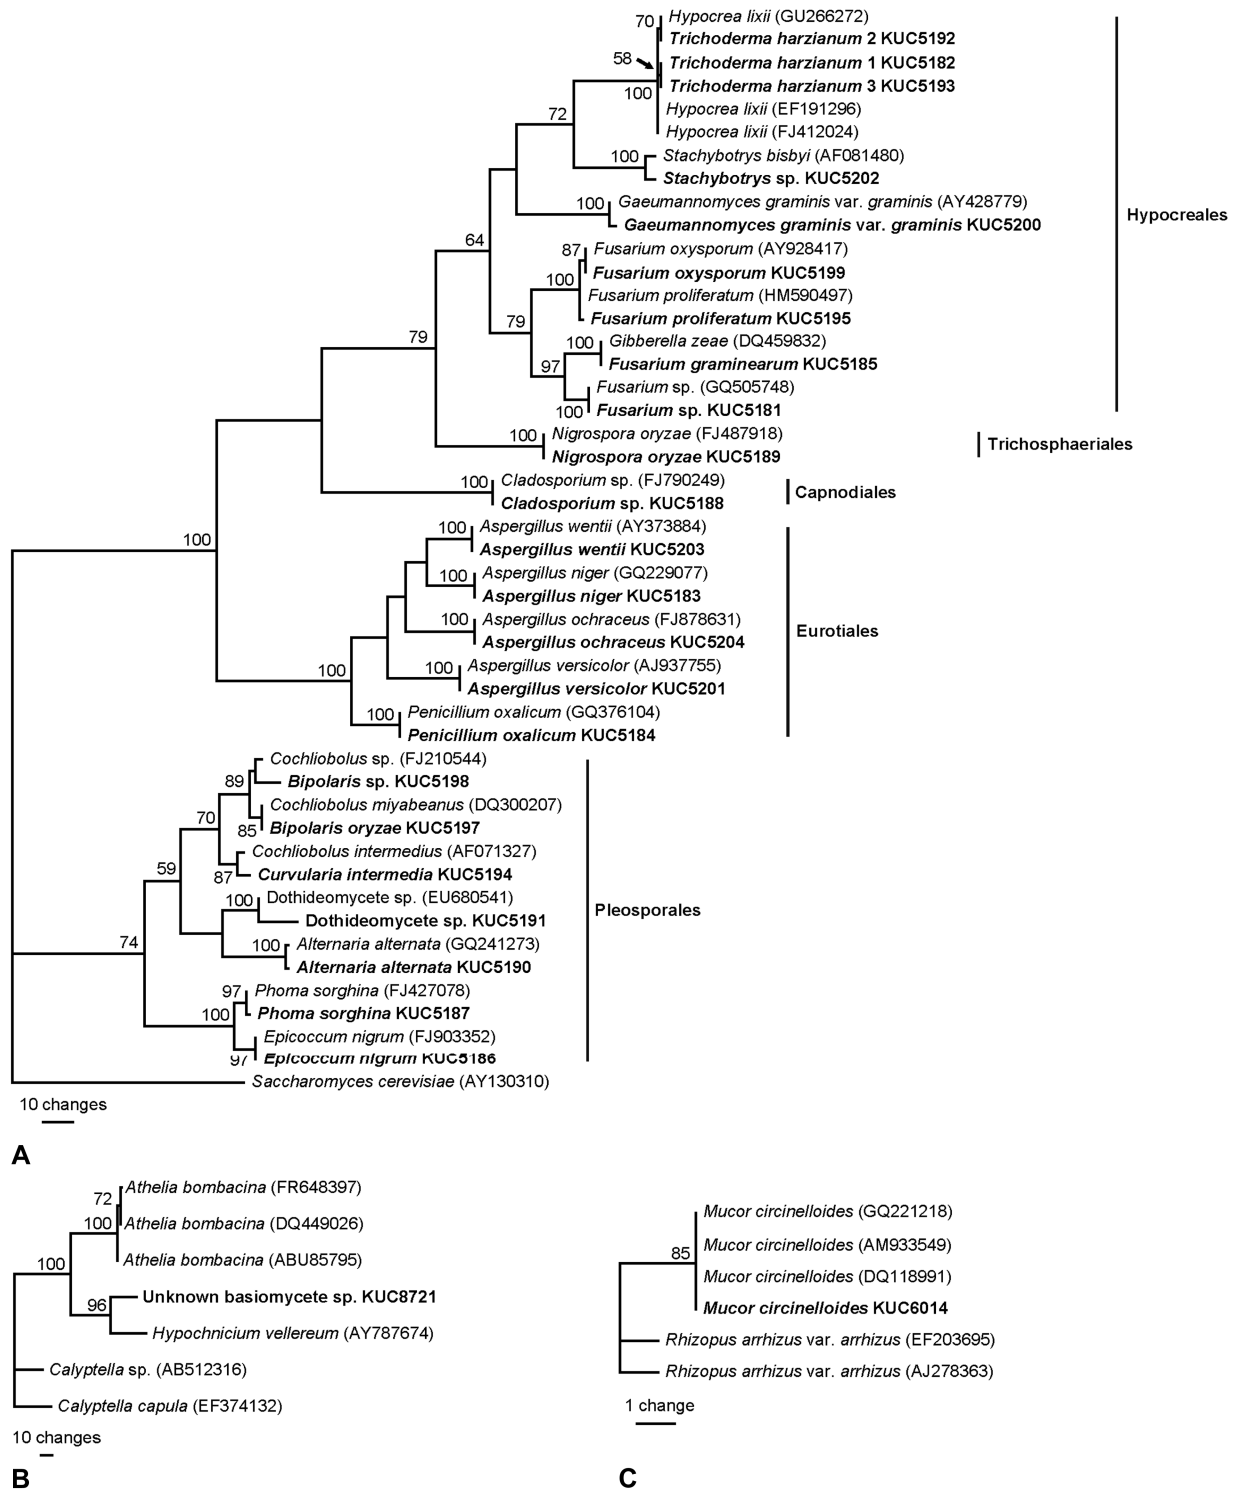 70
Hypocrea lixii (GU266272)
Trichoderma harzianum 2 KUC5192
58
Trichoderma harzianum 1 KUC5182
Trichoderma harzianum 3 KUC5193
100
Hypocrea lixii (EF191296)
72
Hypocrea lixii (FJ412024)
100
Stachybotrys bisbyi (AF081480)
Stachybotrys sp. KUC5202
100
Gaeumannomyces graminis var. graminis (AY428779)
Hypocreales
Gaeumannomyces graminis var. graminis KUC5200
64
87
Fusarium oxysporum (AY928417)
Fusarium oxysporum KUC5199
100
Fusarium proliferatum (HM590497)
79
Fusarium proliferatum KUC5195
79
100
Gibberella zeae (DQ459832)
97
Fusarium graminearum KUC5185
Fusarium sp. (GQ505748)
100
Fusarium sp. KUC5181
100
Nigrospora oryzae (FJ487918)
Trichosphaeriales
Nigrospora oryzae KUC5189
100
Cladosporium sp. (FJ790249)
Capnodiales
Cladosporium sp. KUC5188
100
100
Aspergillus wentii (AY373884)
Aspergillus wentii KUC5203
100
Aspergillus niger (GQ229077)
Aspergillus niger KUC5183
100
Aspergillus ochraceus (FJ878631)
Eurotiales
Aspergillus ochraceus KUC5204
100
100
Aspergillus versicolor (AJ937755)
Aspergillus versicolor KUC5201
100
Penicillium oxalicum (GQ376104)
Penicillium oxalicum KUC5184
Cochliobolus sp. (FJ210544)
89
Bipolaris sp. KUC5198
Cochliobolus miyabeanus (DQ300207)
70
85
Bipolaris oryzae KUC5197
Cochliobolus intermedius (AF071327)
59
87
Curvularia intermedia KUC5194
100
Dothideomycete sp. (EU680541)
Pleosporales
Dothideomycete sp. KUC5191
74
100
Alternaria alternata (GQ241273)
Alternaria alternata KUC5190
97
Phoma sorghina (FJ427078)
100
Phoma sorghina KUC5187
Epicoccum nigrum (FJ903352)
97
Epicoccum nigrum KUC5186
Saccharomyces cerevisiae (AY130310)
10 changes
A
72
Athelia bombacina (FR648397)
100
Athelia bombacina (DQ449026)
Athelia bombacina (ABU85795)
100
96
Unknown basiomycete sp. KUC8721
Hypochnicium vellereum (AY787674)
Calyptella sp. (AB512316)
Calyptella capula (EF374132)
10 changes
B
Mucor circinelloides (GQ221218)
85
Mucor circinelloides (AM933549)
Mucor circinelloides (DQ118991)
Mucor circinelloides KUC6014
Rhizopus arrhizus var. arrhizus (EF203695)
Rhizopus arrhizus var. arrhizus (AJ278363)
1 change
C